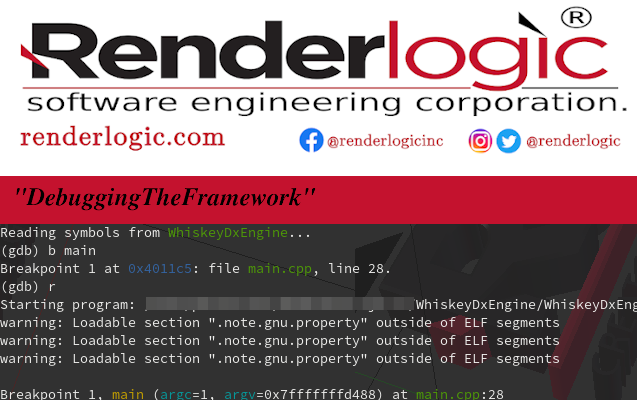 Renderlogic®
software engineering corporation.
renderlogic.com @renderlogicinc @renderlogic
"DebuggingTheFramework"
Reading symbols from WhiskeyDxEngine...
(gdb) b main
Breakpoint 1 at 0x4011c5: file main.cpp, line 28.
(gdb) r
Starting program: /WhiskeyDxEngine/WhiskeyDxEng
warning: Loadable section ".note.gnu.property" outside of ELF segments
warning: Loadable section ".note.gnu.property" outside of ELF segments
warning: Loadable section ".note.gnu.property" outside of ELF segments
Breakpoint 1, main (argc=1, argv=0x7fffffffd488) at main.cpp:28